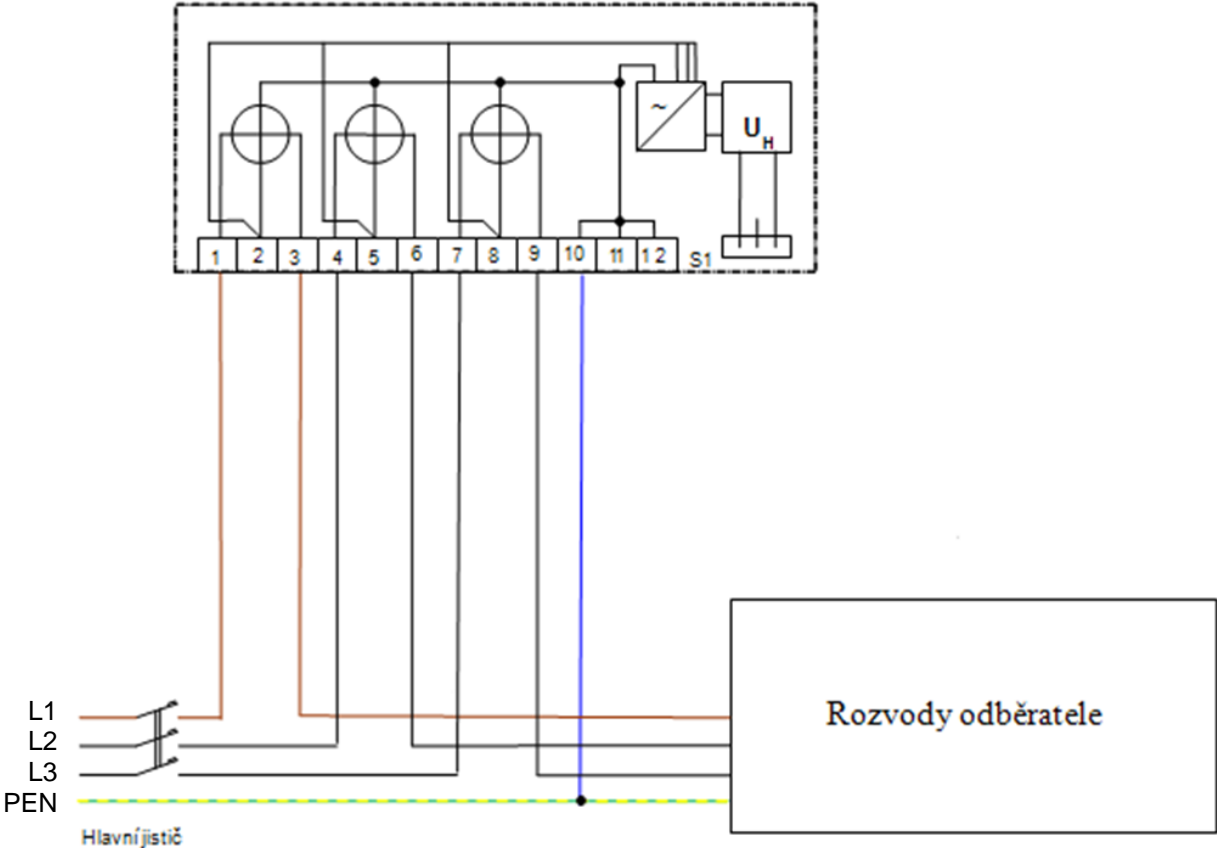 ~
U H
1 2 3 4 5 6 7 8 9 10 11 12 S1
L1
L2
L3
PEN
Rozvody odběratele
Hlavní jistič